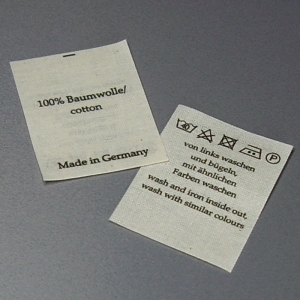 100% Baumwolle/
cotton
Made in Germany
40 P
von links waschen
und bügeln,
mit ähnlichen
Farben waschen
wash and iron inside out,
wash with similar colours